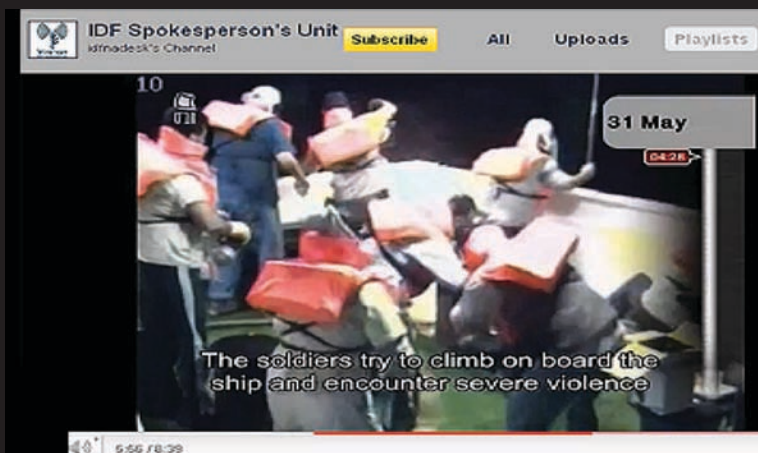 IDF Spokesperson's Unit
idfnadesk's Channel
Subscribe
All
Uploads
Playlists
10
31 May
04:28
The soldiers try to climb on board the
ship and encounter severe violence
5:56 / 8:39